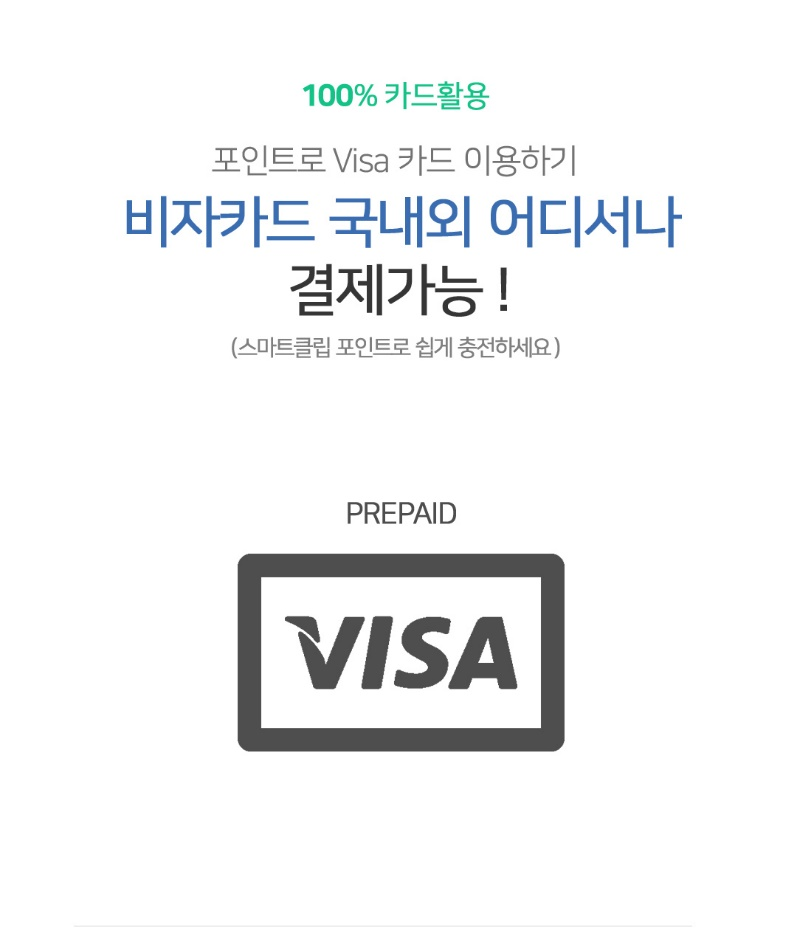 100% 카드활용
포인트로 Visa 카드 이용하기
비자카드 국내외 어디서나
결제가능 !
(스마트클립 포인트로 쉽게 충전하세요)
PREPAID
VISA